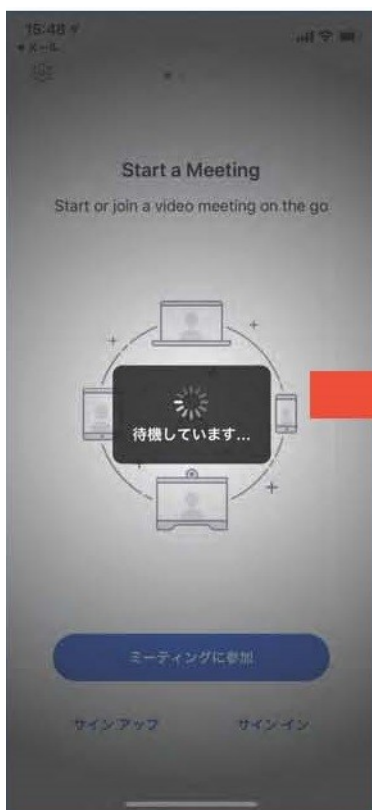 15:48
メール
Start a Meeting
Start or join a video meeting on the go
待機しています...
ミーティングに参加
サインアップ
サインイン